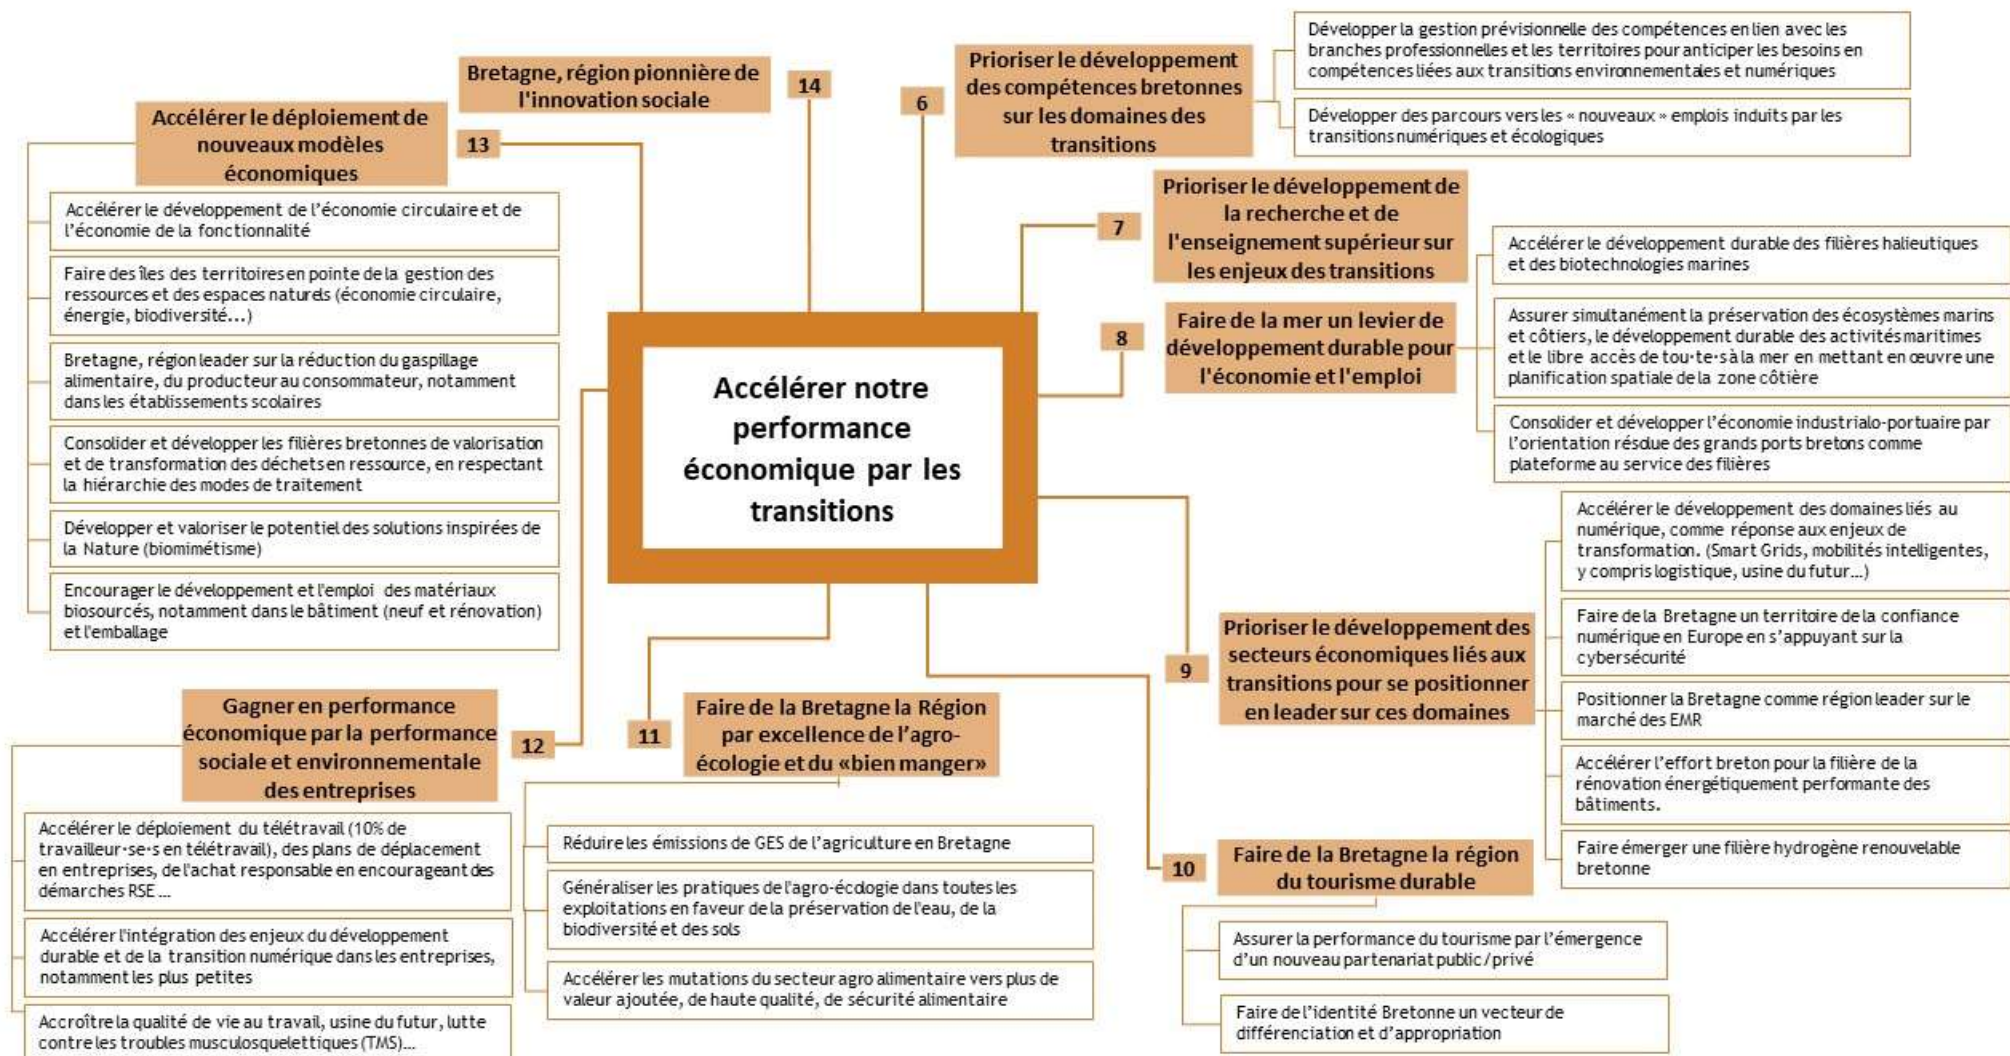 Accélérer notre
performance
économique par les
transitions
6
Prioriser le développement
des compétences bretonnes
sur les domaines des
transitions
Développer la gestion prévisionnelle des compétences en lien avec les
branches professionnelles et les territoires pour anticiper les besoins en
compétences liées aux transitions environnementales et numériques
Développer des parcours vers les « nouveaux » emplois induits par les
transitions numériques et écologiques
7
Prioriser le développement de
la recherche et de
l'enseignement supérieur sur
les enjeux des transitions
8
Faire de la mer un levier de
développement durable pour
l'économie et l'emploi
Accélérer le développement durable des filières halieutiques
et des biotechnologies marines
Assurer simultanément la préservation des écosystèmes marins
et côtiers, le développement durable des activités maritimes
et le libre accès de tou·te·s à la mer en mettant en œuvre une
planification spatiale de la zone côtière
Consolider et développer l’économie industrialo-portuaire par
l’orientation résolue des grands ports bretons comme
plateforme au service des filières
9
Prioriser le développement des
secteurs économiques liés aux
transitions pour se positionner
en leader sur ces domaines
Accélérer le développement des domaines liés au
numérique, comme réponse aux enjeux de
transformation. (Smart Grids, mobilités intelligentes,
y compris logistique, usine du futur…)
Faire de la Bretagne un territoire de la confiance
numérique en Europe en s’appuyant sur la
cybersécurité
Positionner la Bretagne comme région leader sur le
marché des EMR
Accélérer l’effort breton pour la filière de la
rénovation énergétiquement performante des
bâtiments.
Faire émerger une filière hydrogène renouvelable
bretonne
10
Faire de la Bretagne la région
du tourisme durable
Assurer la performance du tourisme par l’émergence
d’un nouveau partenariat public/privé
Faire de l’identité Bretonne un vecteur de
différenciation et d’appropriation
11
Faire de la Bretagne la Région
par excellence de l’agro-
écologie et du «bien manger»
Réduire les émissions de GES de l’agriculture en Bretagne
Généraliser les pratiques de l'agro-écologie dans toutes les
exploitations en faveur de la préservation de l'eau, de la
biodiversité et des sols
Accélérer les mutations du secteur agro alimentaire vers plus de
valeur ajoutée, de haute qualité, de sécurité alimentaire
12
Gagner en performance
économique par la performance
sociale et environnementale
des entreprises
Accélérer le déploiement du télétravail (10% de
travailleur·se·s en télétravail), des plans de déplacement
en entreprises, de l'achat responsable en encourageant des
démarches RSE …
Accélérer l'intégration des enjeux du développement
durable et de la transition numérique dans les entreprises,
notamment les plus petites
Accroître la qualité de vie au travail, usine du futur, lutte
contre les troubles musculosquelettiques (TMS)…
13
Accélérer le déploiement de
nouveaux modèles
économiques
Accélérer le développement de l’économie circulaire et de
l’économie de la fonctionnalité
Faire des îles des territoires en pointe de la gestion des
ressources et des espaces naturels (économie circulaire,
énergie, biodiversité...)
Bretagne, région leader sur la réduction du gaspillage
alimentaire, du producteur au consommateur, notamment
dans les établissements scolaires
Consolider et développer les filières bretonnes de valorisation
et de transformation des déchets en ressource, en respectant
la hiérarchie des modes de traitement
Développer et valoriser le potentiel des solutions inspirées de
la Nature (biomimétisme)
Encourager le développement et l'emploi des matériaux
biosourcés, notamment dans le bâtiment (neuf et rénovation)
et l'emballage
14
Bretagne, région pionnière de
l'innovation sociale